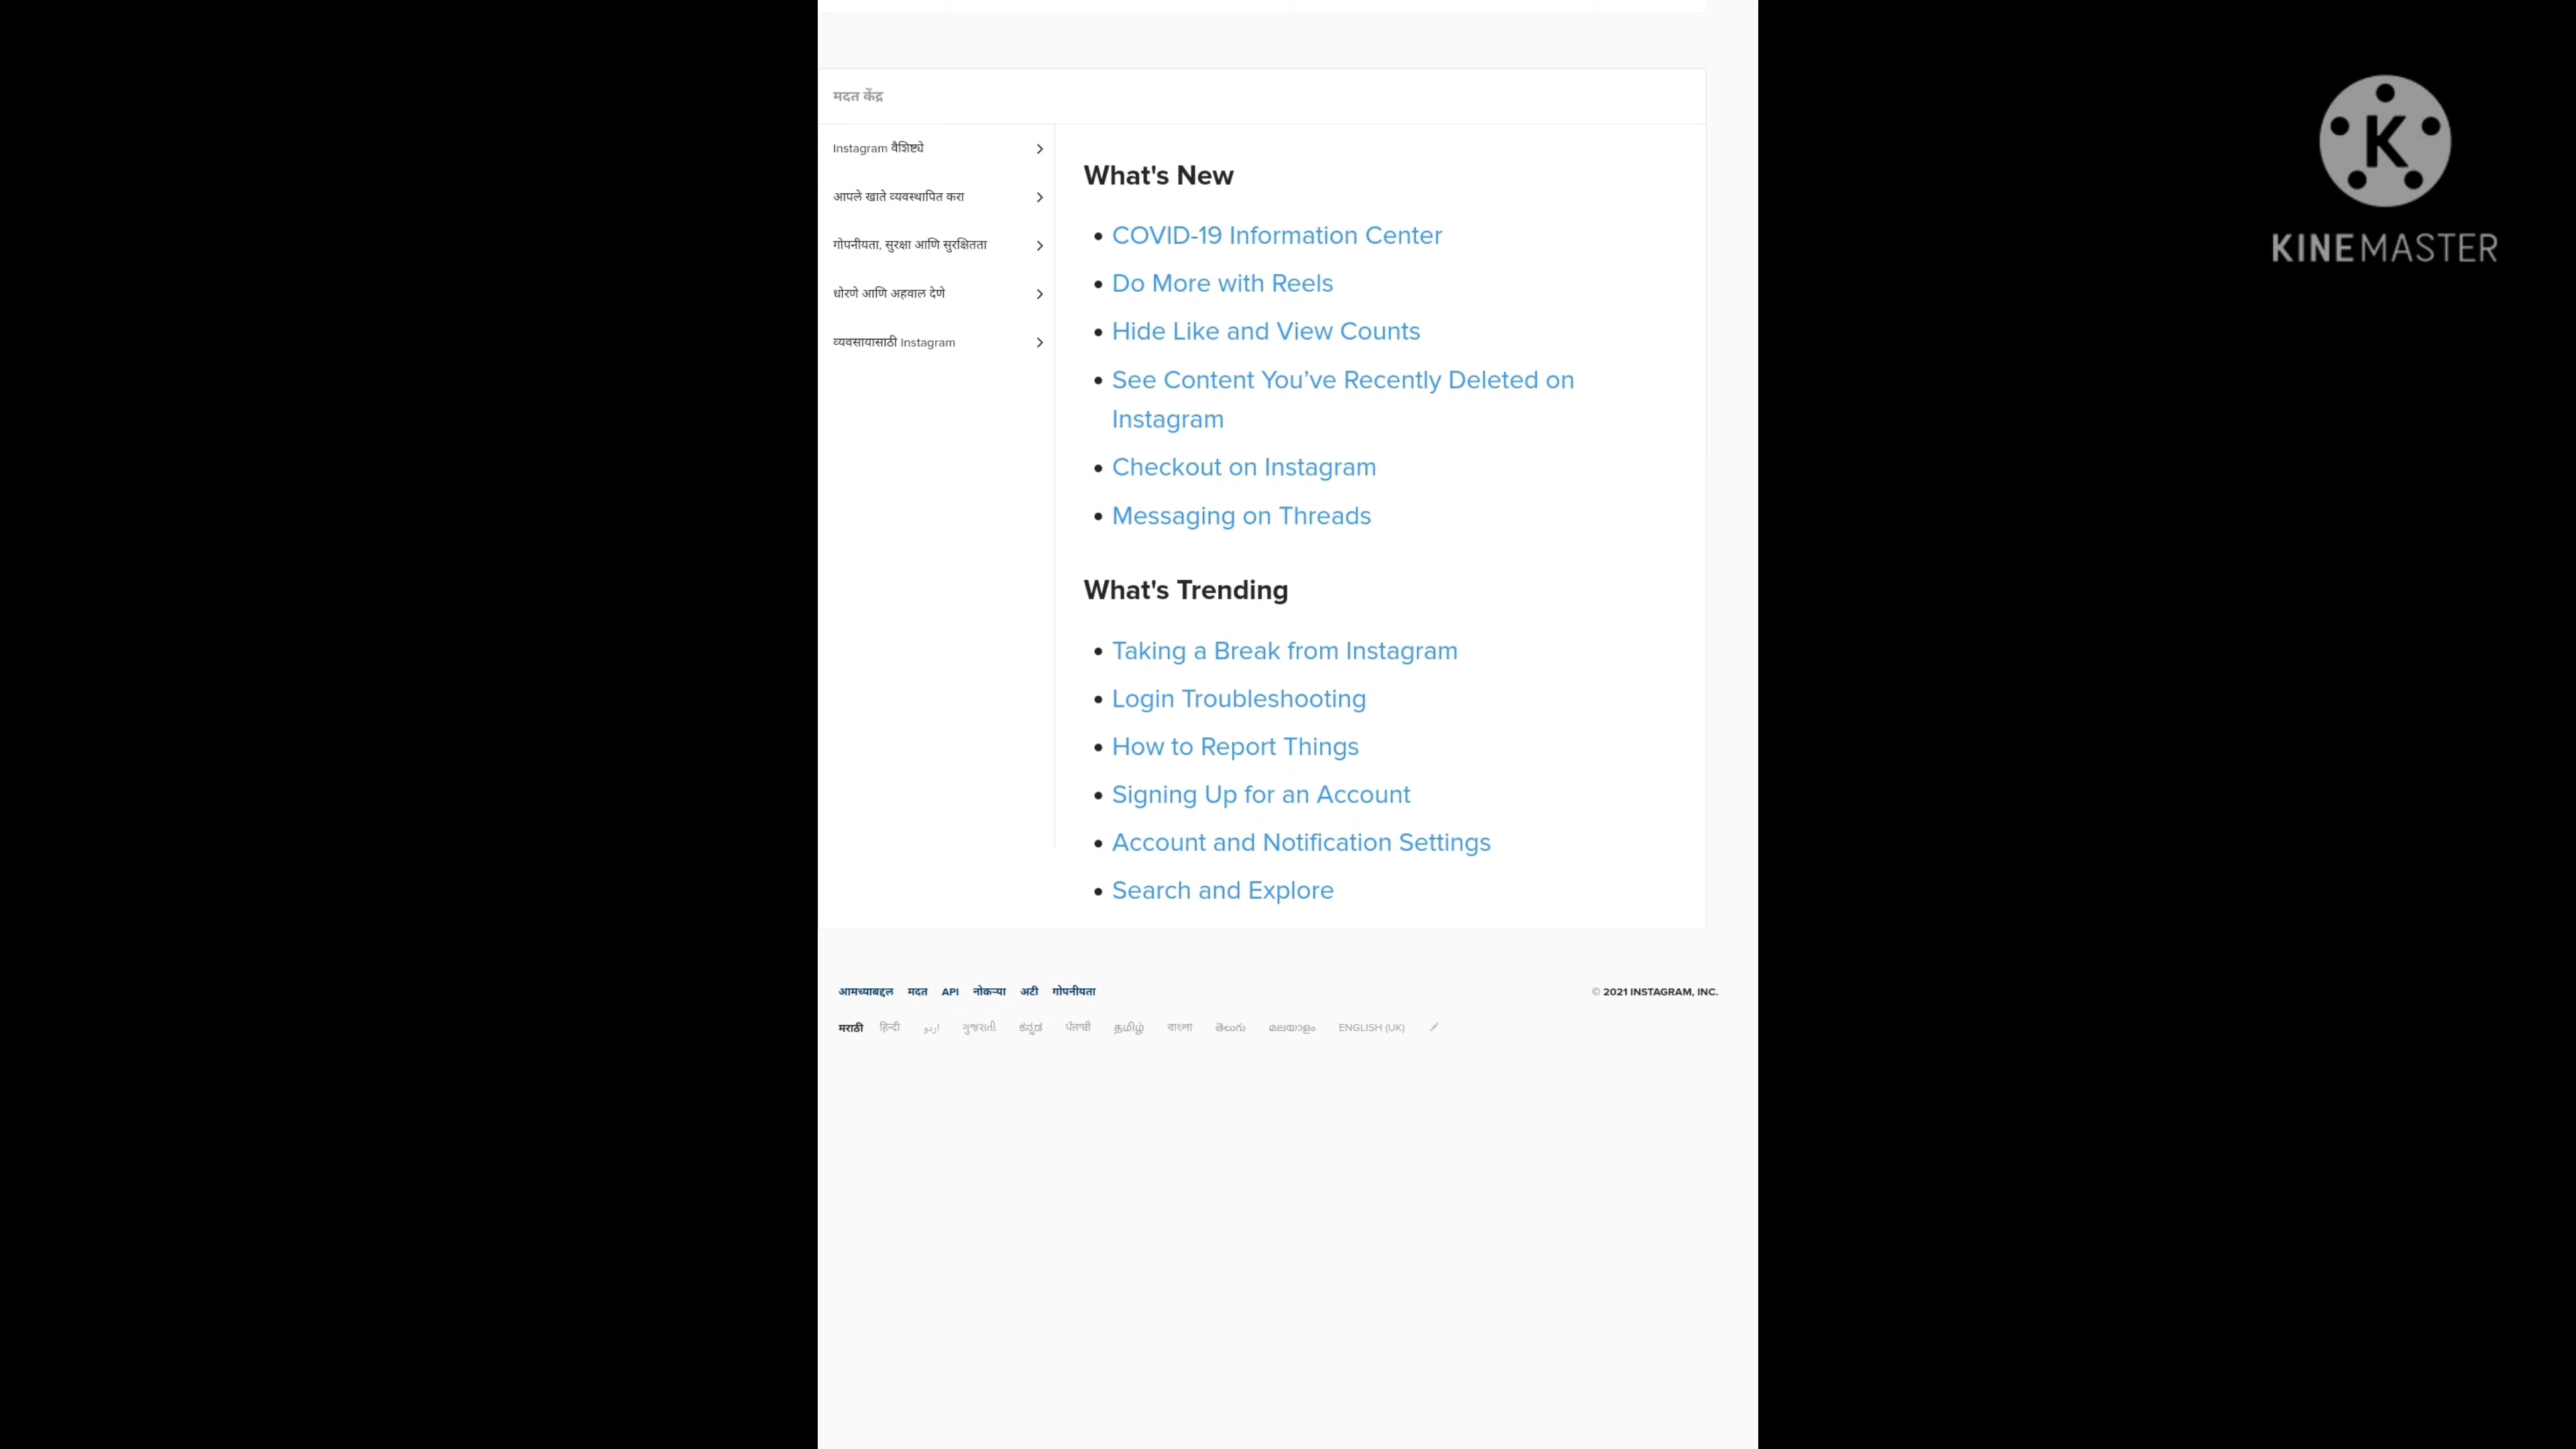 मदत केंद्र
Instagram वैशिष्ट्ये
आपले खाते व्यवस्थापित करा
गोपनीयता, सुरक्षा आणि सुरक्षितता
धोरणे आणि अहवाल देणे
व्यवसायासाठी Instagram
What's New
COVID-19 Information Center
Do More with Reels
Hide Like and View Counts
See Content You’ve Recently Deleted on
Instagram
Checkout on Instagram
Messaging on Threads
What's Trending
Taking a Break from Instagram
Login Troubleshooting
How to Report Things
Signing Up for an Account
Account and Notification Settings
Search and Explore
आमच्याबद्दल मदत API नोकऱ्या अटी गोपनीयता
© 2021 INSTAGRAM, INC.
मराठी हिन्दी اردو ગુજરાતી ಕನ್ನಡ ਪੰਜਾਬੀ தமிழ் বাংলা తెలుగు മലയാളം ENGLISH (UK)
K
KINEMASTER